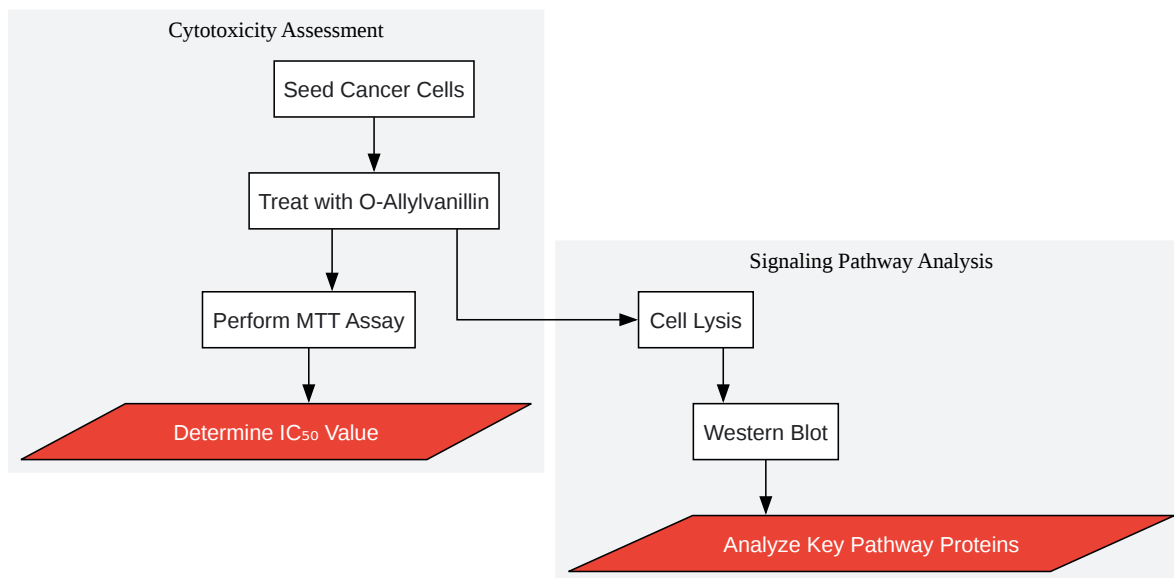 Cytotoxicity Assessment
Seed Cancer Cells
Treat with O-Allylvanillin
Perform MTT Assay
Determine IC₅₀ Value
Signaling Pathway Analysis
Cell Lysis
Western Blot
Analyze Key Pathway Proteins